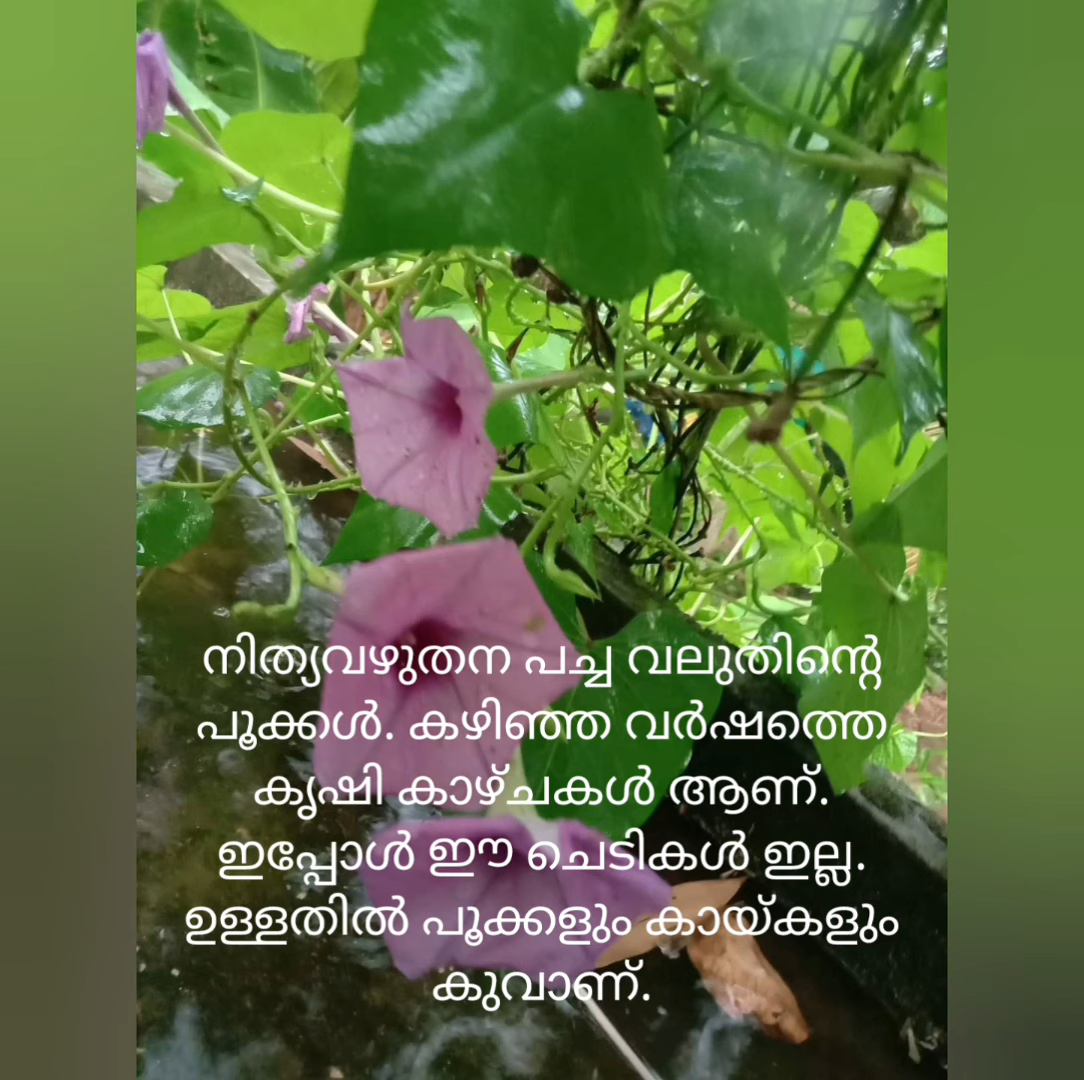 നിത്യവഴുതന പച്ച വലുതിന്റെ
പൂക്കൾ. കഴിഞ്ഞ വർഷത്തെ
കൃഷി കാഴ്ചകൾ ആണ്.
ഇപ്പോൾ ഈ ചെടികൾ ഇല്ല.
ഉള്ളതിൽ പൂക്കളും കായ്കളും
കുവാണ്.